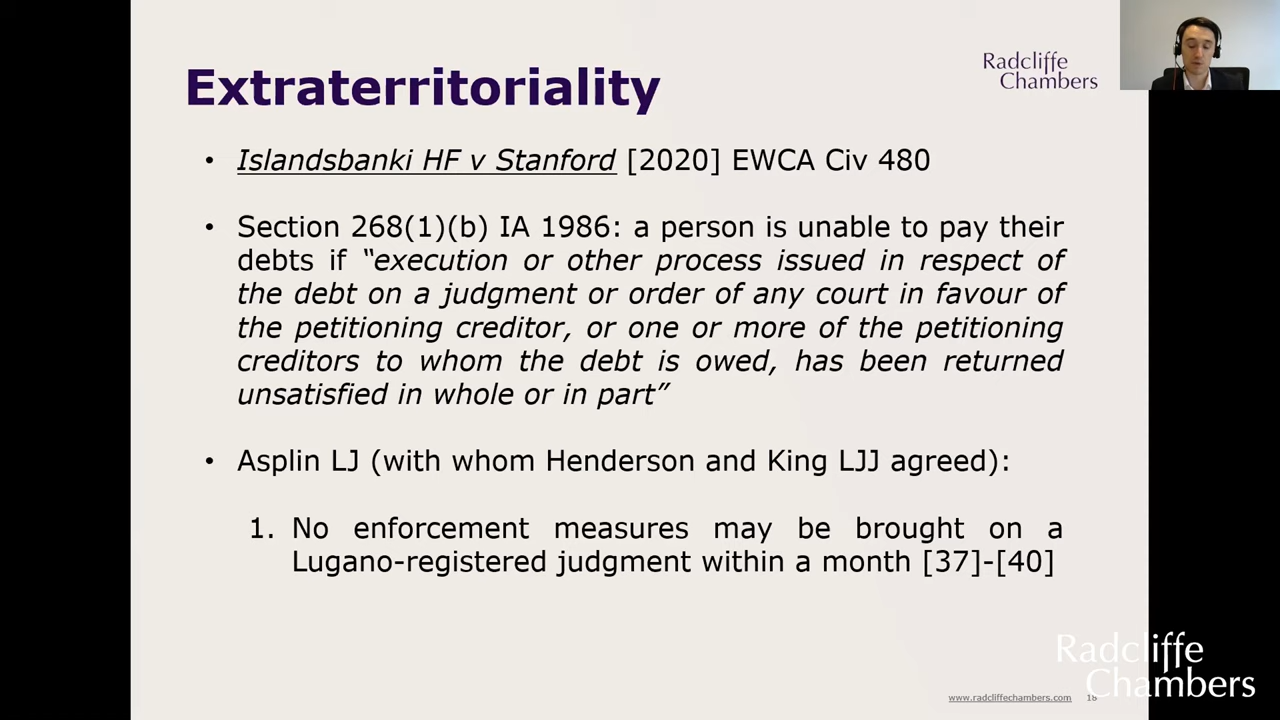 Extraterritoriality
Radcliffe
Chambers
• Islandsbanki HF v Stanford [2020] EWCA Civ 480
• Section 268(1)(b) IA 1986: a person is unable to pay their
debts if “execution or other process issued in respect of
the debt on a judgment or order of any court in favour of
the petitioning creditor, or one or more of the petitioning
creditors to whom the debt is owed, has been returned
unsatisfied in whole or in part”
• Asplin LJ (with whom Henderson and King LJJ agreed):
1. No enforcement measures may be brought on a
Lugano-registered judgment within a month [37]-[40]
Radcliffe
Chambers
www.radcliffechambers.com 18